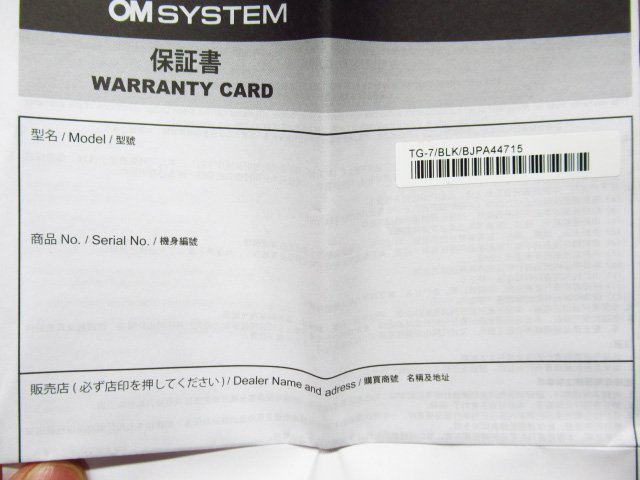 OM SYSTEM
保証書
WARRANTY CARD
型名 / Model / 型號
TG-7/BLK/BJPA44715
商品 No. / Serial No. / 機身編號
販売店 ( 必ず店印を押してください ) / Dealer Name and adress / 購買商號 名稱及地址